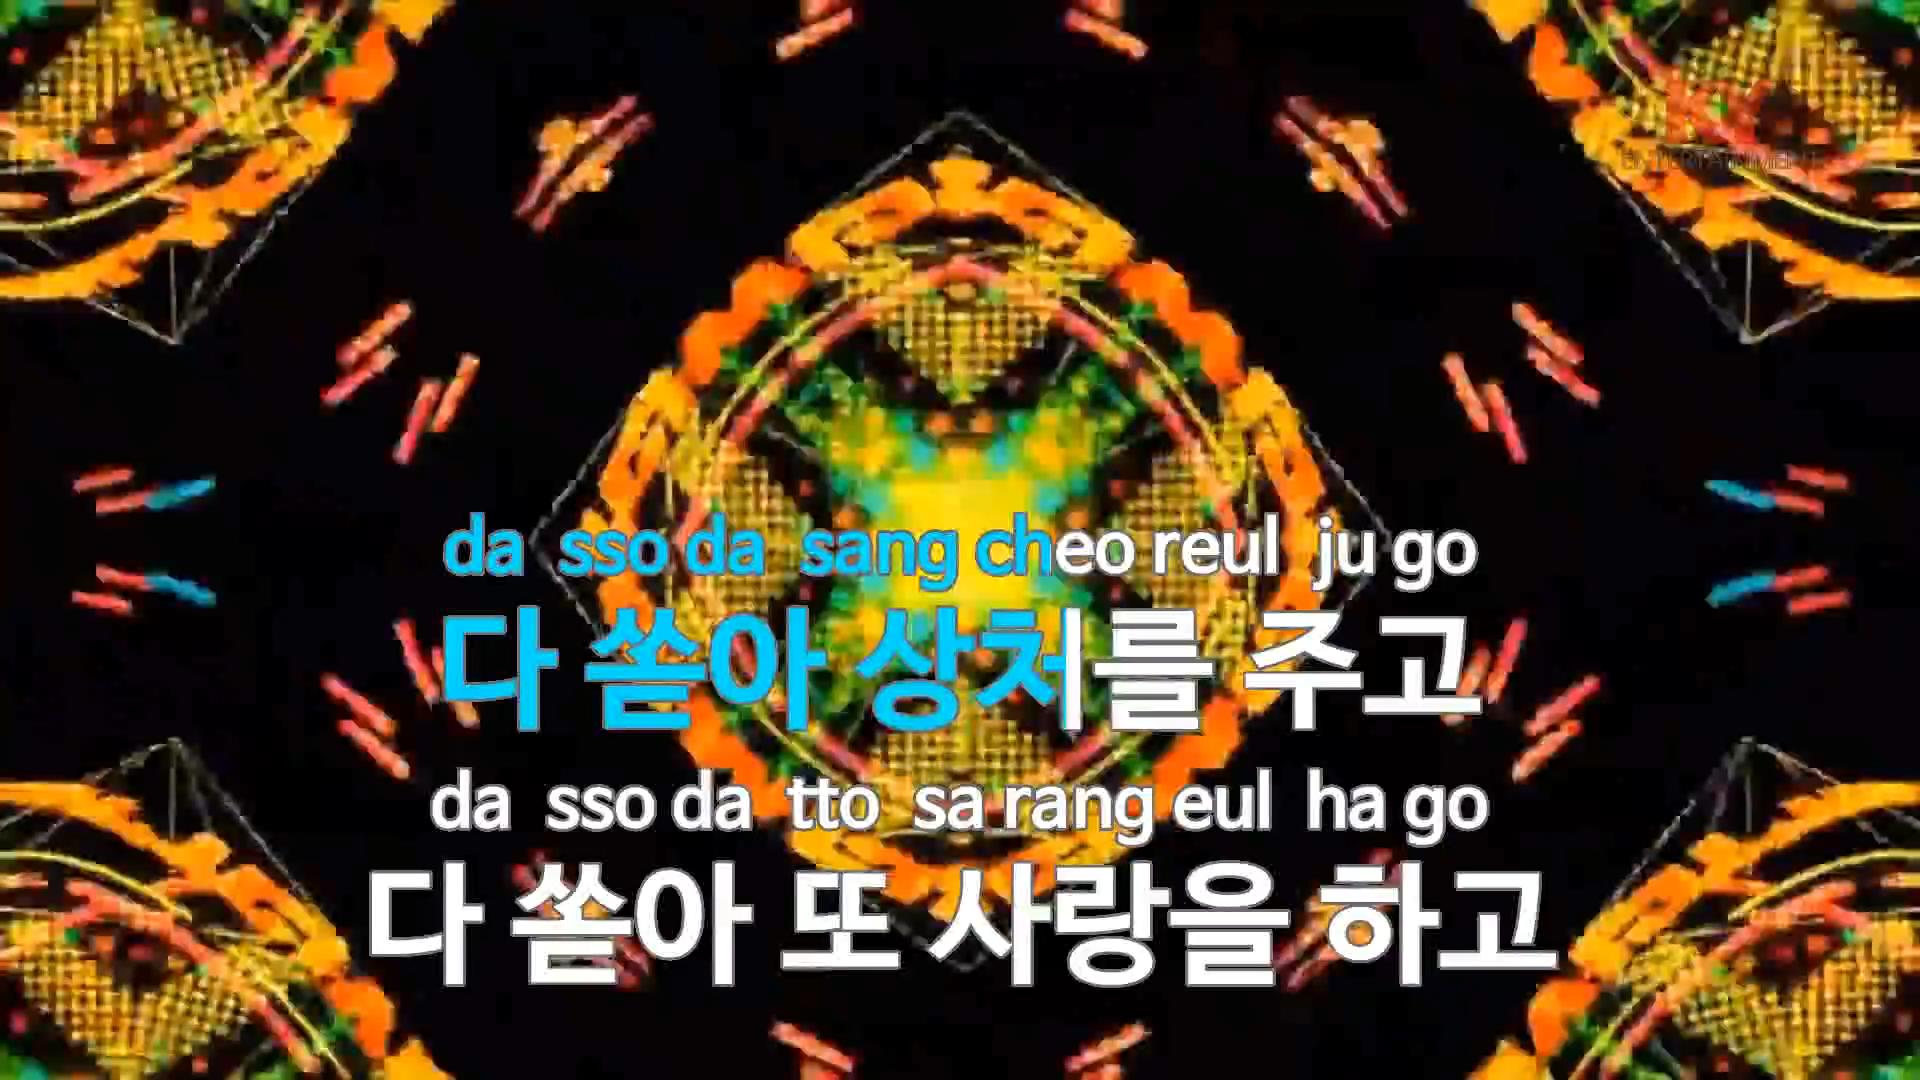 ENTERTAINMENT
da sso da sang cheo reul ju go
다 쏟아 상처를 주고
da sso da tto sa rang eul ha go
다 쏟아 또 사랑을 하고